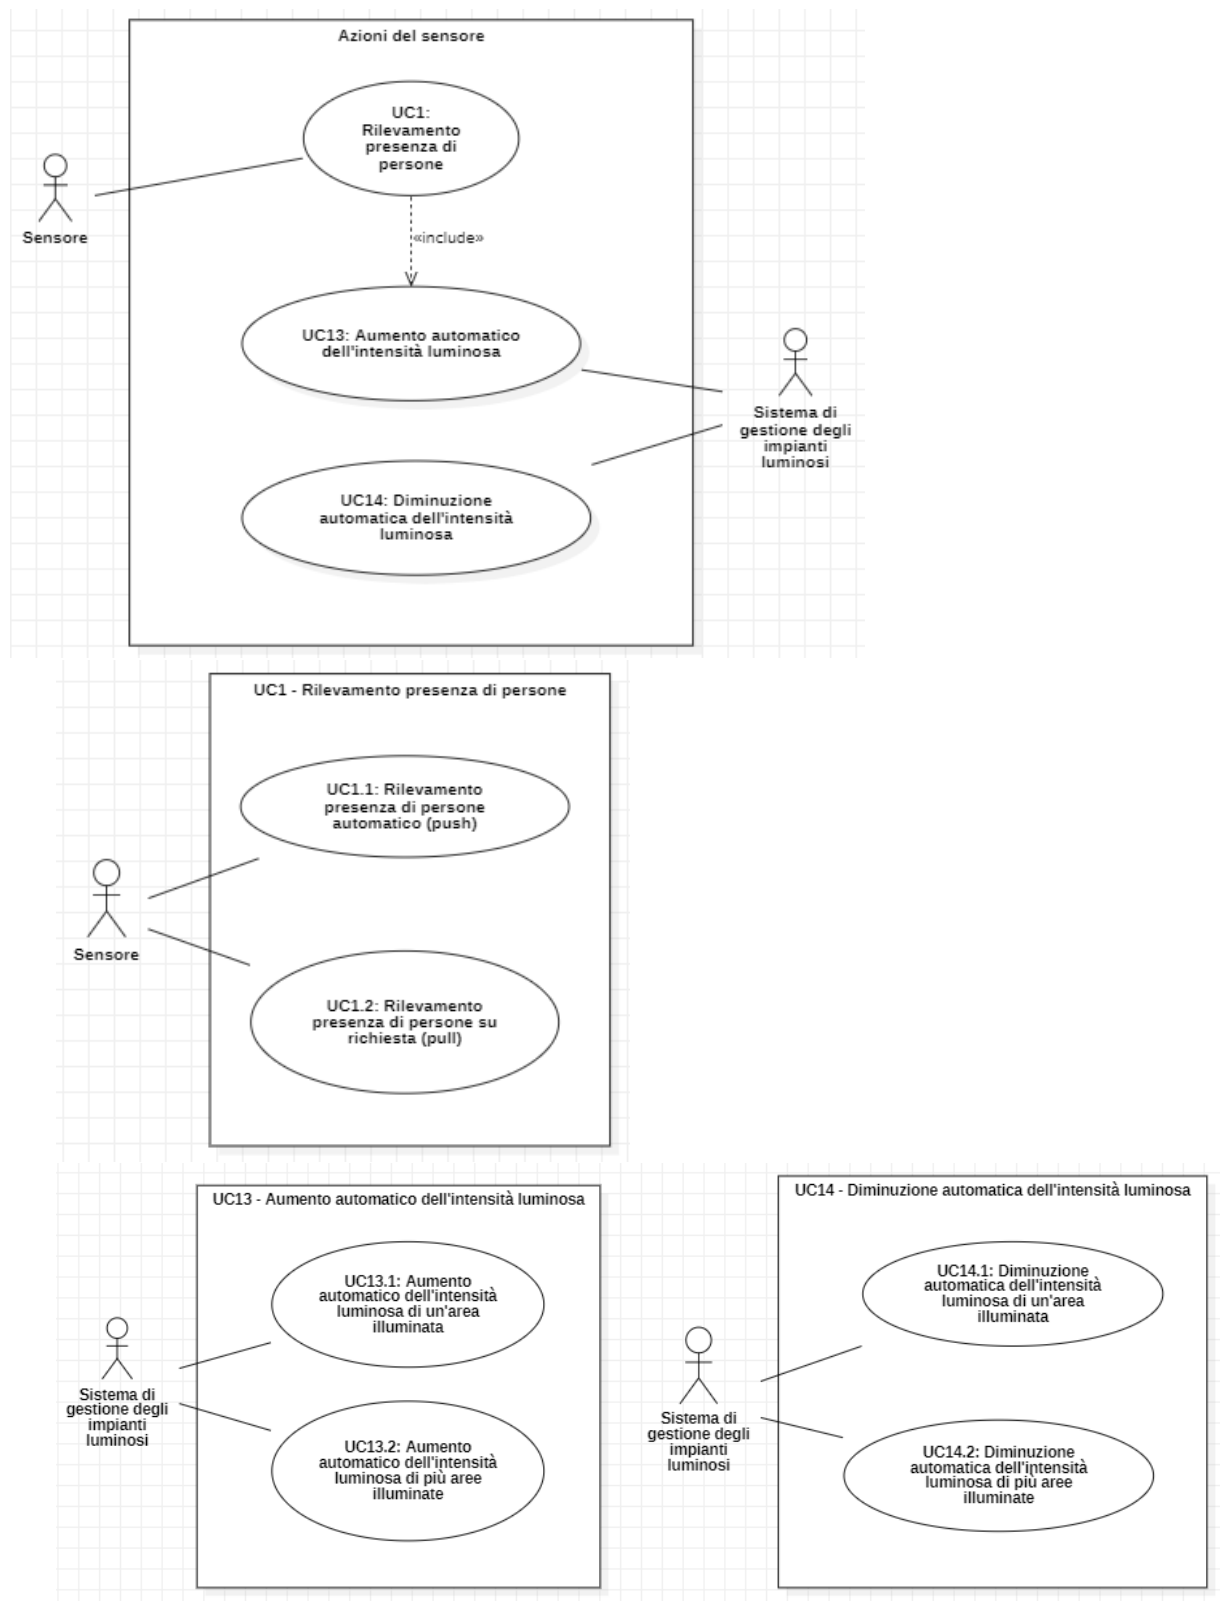 Azioni del sensore
UC1:
Rilevamento
presenza di
persone
Sensore
«include»
UC13: Aumento automatico
dell'intensità luminosa
Sistema di
gestione degli
impianti
luminosi
UC14: Diminuzione
automatica dell'intensità
luminosa
UC1 - Rilevamento presenza di persone
UC1.1: Rilevamento
presenza di persone
automatico (push)
Sensore
UC1.2: Rilevamento
presenza di persone su
richiesta (pull)
UC13 - Aumento automatico dell'intensità luminosa
UC13.1: Aumento
automatico dell'intensità
luminosa di un'area
illuminata
Sistema di
gestione degli
impianti
luminosi
UC13.2: Aumento
automatico dell'intensità
luminosa di più aree
illuminate
UC14 - Diminuzione automatica dell'intensità luminosa
UC14.1: Diminuzione
automatica dell'intensità
luminosa di un'area
illuminata
Sistema di
gestione degli
impianti
luminosi
UC14.2: Diminuzione
automatica dell'intensità
luminosa di più aree
illuminate